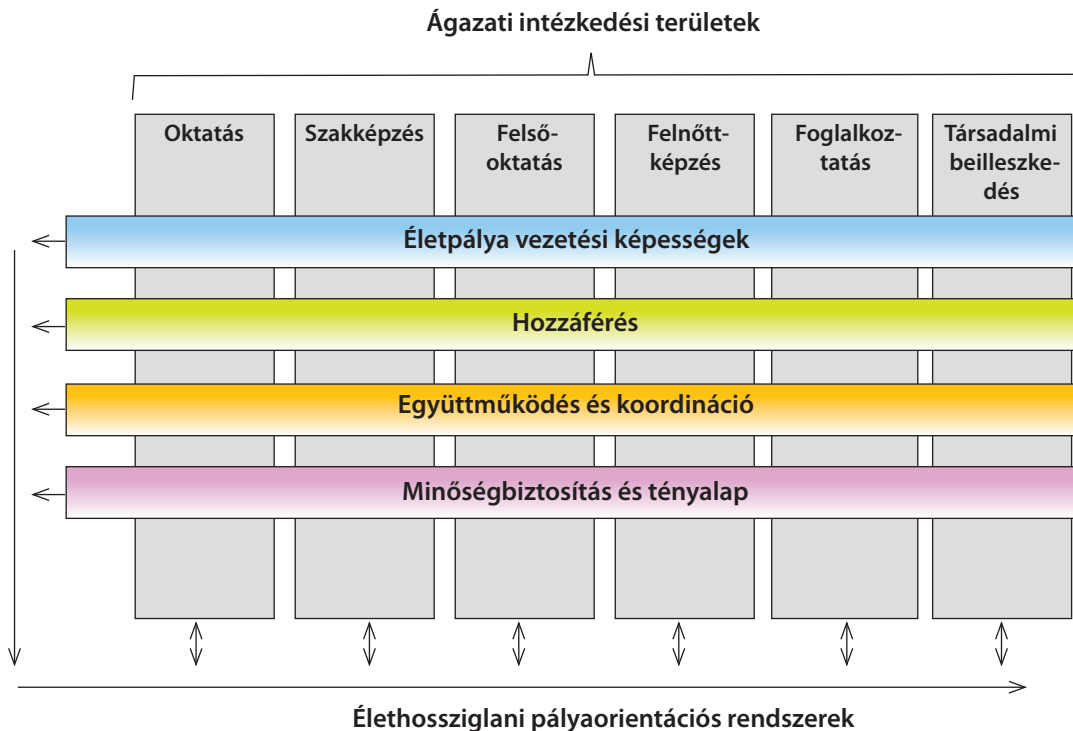 Ágazati intézkedési területek
Oktatás
Szakképzés
Felső-
oktatás
Felnőtt-
képzés
Foglalkoz-
tatás
Társadalmi
beilleszke-
dés
Életpálya vezetési képességek
Hozzáférés
Együttműködés és koordináció
Minőségbiztosítás és tényalap
Élethossziglani pályaorientációs rendszerek